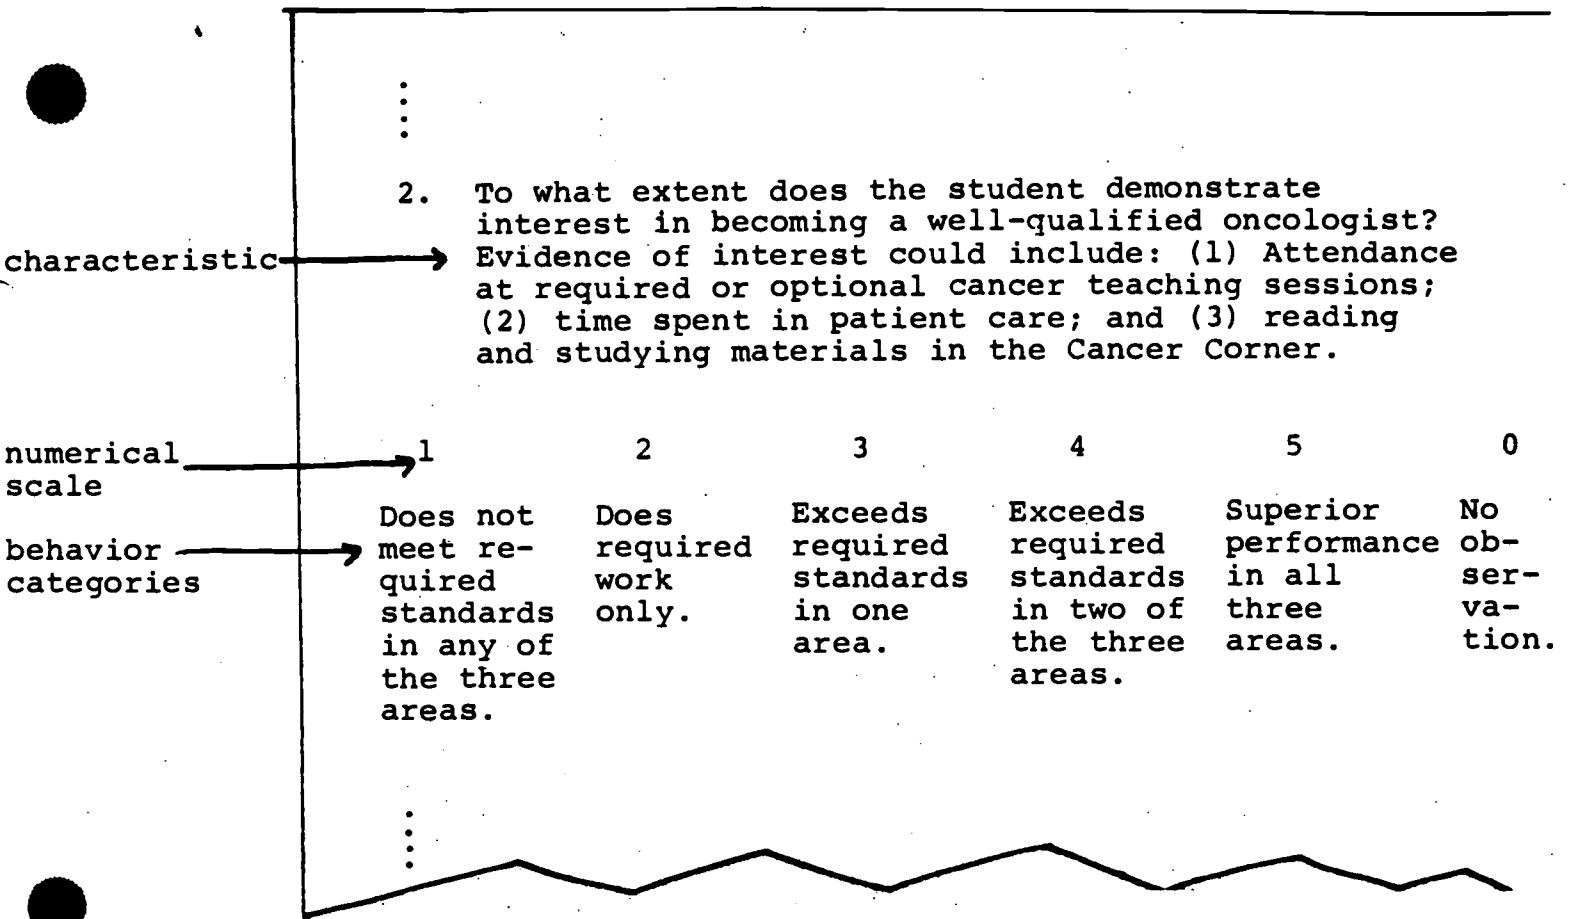 2. To what extent does the student demonstrate
interest in becoming a well-qualified oncologist?
characteristic
Evidence of interest could include: (1) Attendance
at required or optional cancer teaching sessions;
(2) time spent in patient care; and (3) reading
and studying materials in the Cancer Corner.
numerical
scale
1 2 3 4 5 0
behavior
categories
Does not
meet re-
quired
standards
in any of
the three
areas.
Does
required
work
only.
Exceeds
required
standards
in one
area.
Exceeds
required
standards
in two of
the three
areas.
Superior
performance
in all
three
areas.
No
ob-
ser-
va-
tion.